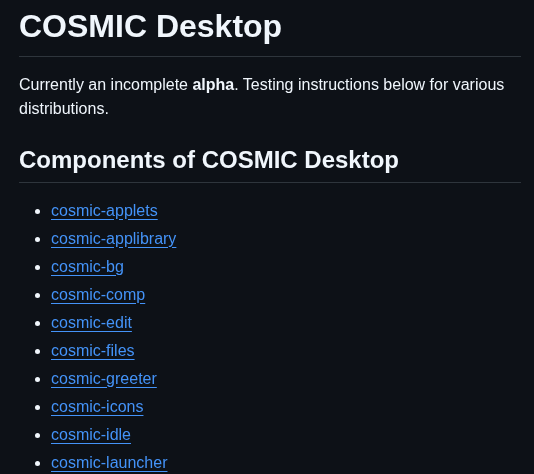 COSMIC Desktop
Currently an incomplete alpha. Testing instructions below for various
distributions.
Components of COSMIC Desktop
cosmic-applets
cosmic-applibrary
cosmic-bg
cosmic-comp
cosmic-edit
cosmic-files
cosmic-greeter
cosmic-icons
cosmic-idle
cosmic-launcher